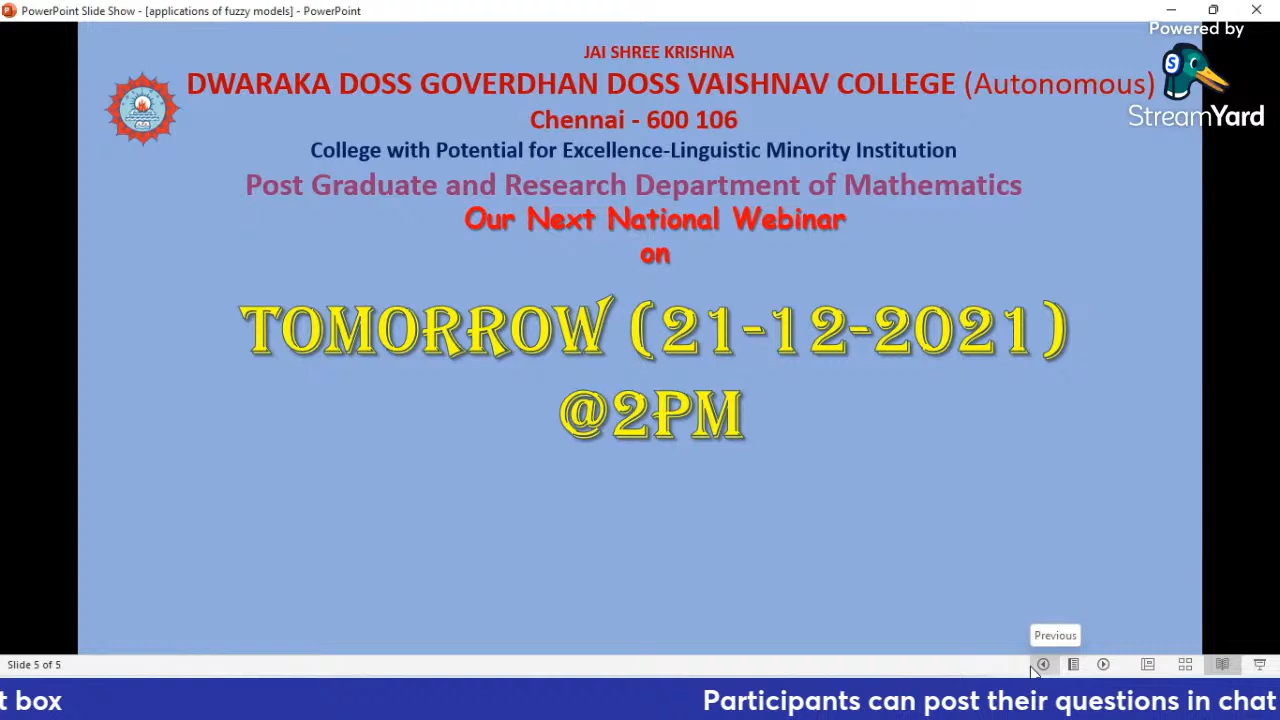 PowerPoint Slide Show - [applications of fuzzy models] - PowerPoint
Powered by
StreamYard
JAI SHREE KRISHNA
DWARAKA DOSS GOVERDHAN DOSS VAISHNAV COLLEGE (Autonomous)
Chennai - 600 106
College with Potential for Excellence-Linguistic Minority Institution
Post Graduate and Research Department of Mathematics
Our Next National Webinar
on
TOMORROW (21-12-2021)
@2PM
Previous
Slide 5 of 5
t box
Participants can post their questions in chat